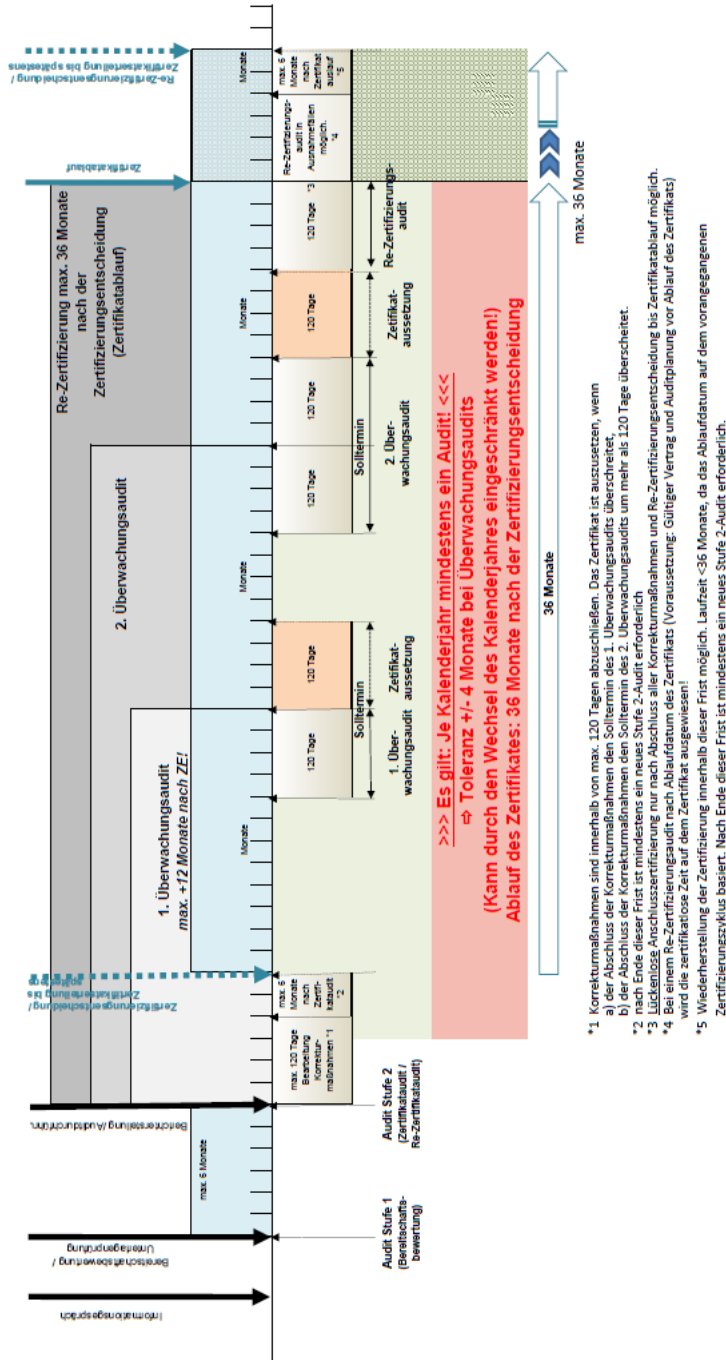 Informationsgespräch
Bereitschaftsbewertung /
Unterlagenprüfung
Berichterstellung /Auditdurchführ.
Zertifizierungsentscheidung/
Zertifikatserteilung bis
spätestens
Zertifikatablauf
Re-Zertifizierungsentscheidung /
Zertifikatserteilung bis spätestens
Re-Zertifizierung max. 36 Monate
nach der
Zertifizierungsentscheidung
(Zertifikatablauf)
2. Überwachungsaudit
1. Überwachungsaudit
max. +12 Monate nach ZE!
max. 6 Monate
Monate
Monate
Monate
Monate
max. 120 Tage
Bearbeitung
Korrektur-
maßnahmen *1
max. 6
Monate
nach
Zertifi-
kataudit
*2
120 Tage
120 Tage
120 Tage
120 Tage
120 Tage
120 Tage *3
Re-Zertifizierungs-
audit in
Ausnahmefällen
möglich.
*4
max. 6
Monate
nach
Zertifikat
auslauf
*5
Audit Stufe 1
(Bereitschafts-
bewertung)
Audit Stufe 2
(Zertifikataudit /
Re-Zertifikataudit)
Solltermin
1. Über-
wachungsaudit
Zetifikat-
aussetzung
Solltermin
2. Über-
wachungsaudit
Zetifikat-
aussetzung
Re-Zertifizierungs-
audit
>>> Es gilt: Je Kalenderjahr mindestens ein Audit! <<<
⇨ Toleranz +/- 4 Monate bei Überwachungsaudits
(Kann durch den Wechsel des Kalenderjahres eingeschränkt werden!)
Ablauf des Zertifikates: 36 Monate nach der Zertifizierungsentscheidung
36 Monate
max. 36 Monate
*1 Korrekturmaßnahmen sind innerhalb von max. 120 Tagen abzuschließen. Das Zertifikat ist auszusetzen, wenn
a) der Abschluss der Korrekturmaßnahmen den Solltermin des 1. Überwachungsaudits überschreitet,
b) der Abschluss der Korrekturmaßnahmen den Solltermin des 2. Überwachungsaudits um mehr als 120 Tage überscheitet.
*2 nach Ende dieser Frist ist mindestens ein neues Stufe 2-Audit erforderlich
*3 Lückenlose Anschlusszertifizierung nur nach Abschluss aller Korrekturmaßnahmen und Re-Zertifizierungsentscheidung bis Zertifikatablauf möglich.
*4 Bei einem Re-Zertifizierungsaudit nach Ablaufdatum des Zertifikats (Voraussetzung: Gültiger Vertrag und Auditplanung vor Ablauf des Zertifikats)
wird die zertifikatlose Zeit auf dem Zertifikat ausgewiesen!
*5 Wiederherstellung der Zertifizierung innerhalb dieser Frist möglich. Laufzeit <36 Monate, da das Ablaufdatum auf dem vorangegangenen
Zertifizierungszyklus basiert. Nach Ende dieser Frist ist mindestens ein neues Stufe 2-Audit erforderlich.